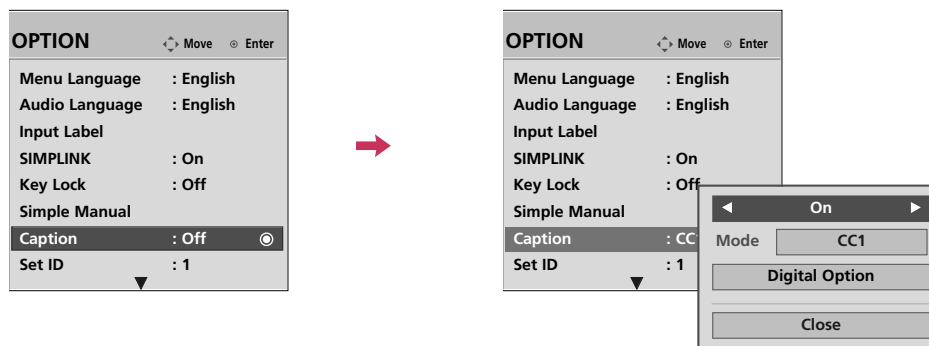 OPTION Move Enter
Menu Language : English
Audio Language : English
Input Label
SIMPLINK : On
Key Lock : Off
Simple Manual
Caption : Off
Set ID : 1
OPTION Move Enter
Menu Language : English
Audio Language : English
Input Label
SIMPLINK : On
Key Lock : Off
Simple Manual
Caption : CC1
Set ID : 1
On
Mode CC1
Digital Option
Close